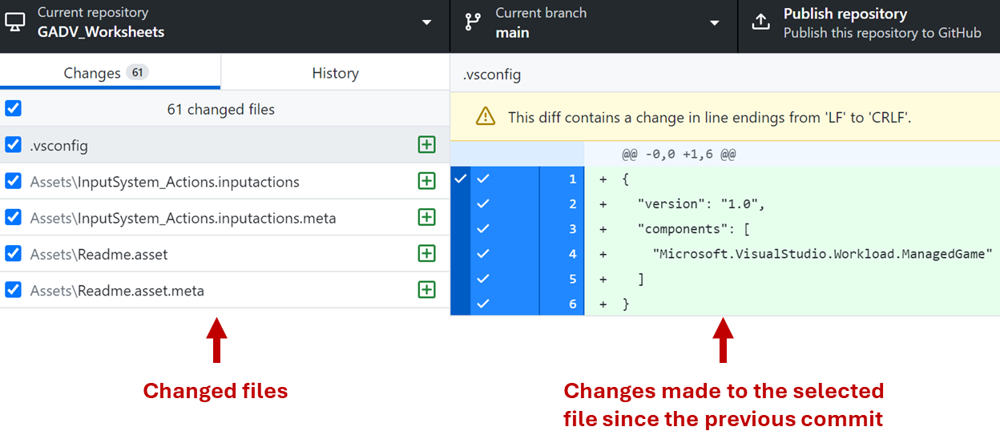 Current repository
GADV_Worksheets
Current branch
main
Publish repository
Publish this repository to GitHub
Changes 61
History
61 changed files
.vsconfig
Assets\InputSystem_Actions.inputactions
Assets\InputSystem_Actions.inputactions.meta
Assets\Readme.asset
Assets\Readme.asset.meta
.vsconfig
This diff contains a change in line endings from 'LF' to 'CRLF'.
@@ -0,0 +1,6 @@
1 + {
2 + "version": "1.0",
3 + "components": [
4 + "Microsoft.VisualStudio.Workload.ManagedGame"
5 + ]
6 + }
Changed files
Changes made to the selected
file since the previous commit